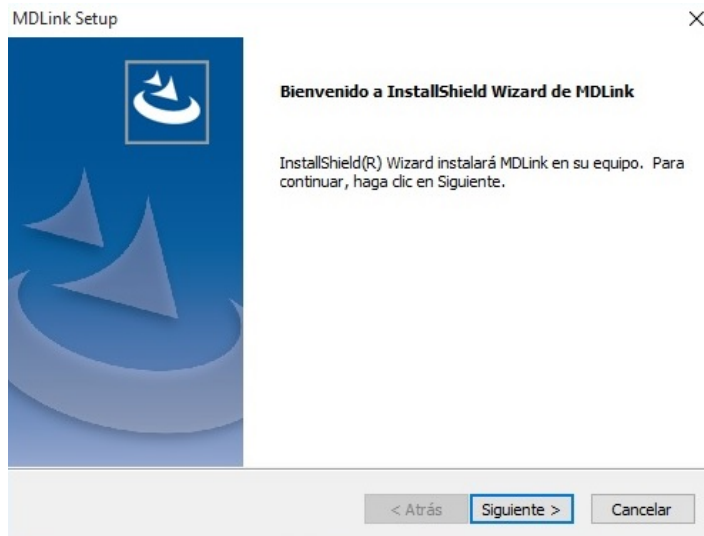 MDLink Setup
Bienvenido a InstallShield Wizard de MDLink
InstallShield(R) Wizard instalará MDLink en su equipo. Para
continuar, haga clic en Siguiente.
< Atrás Siguiente > Cancelar